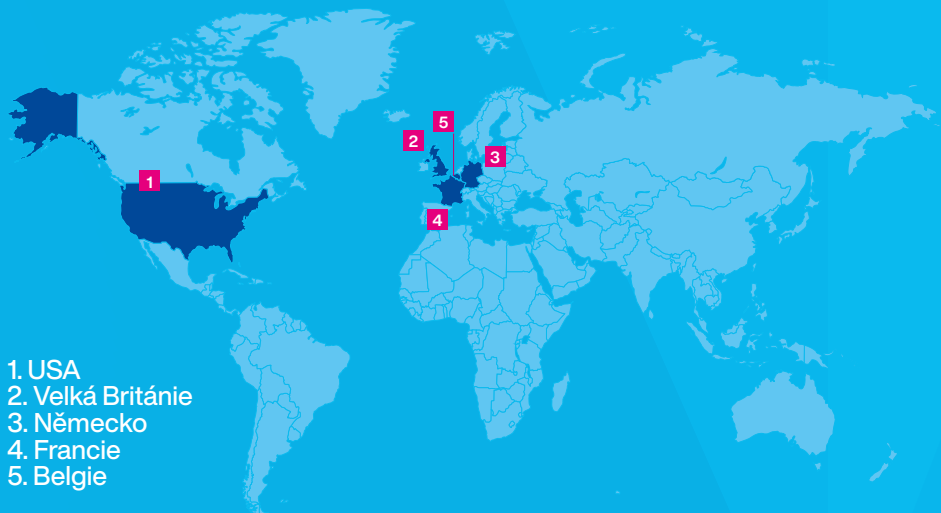 5
2
3
1
4
1. USA
2. Velká Británie
3. Německo
4. Francie
5. Belgie